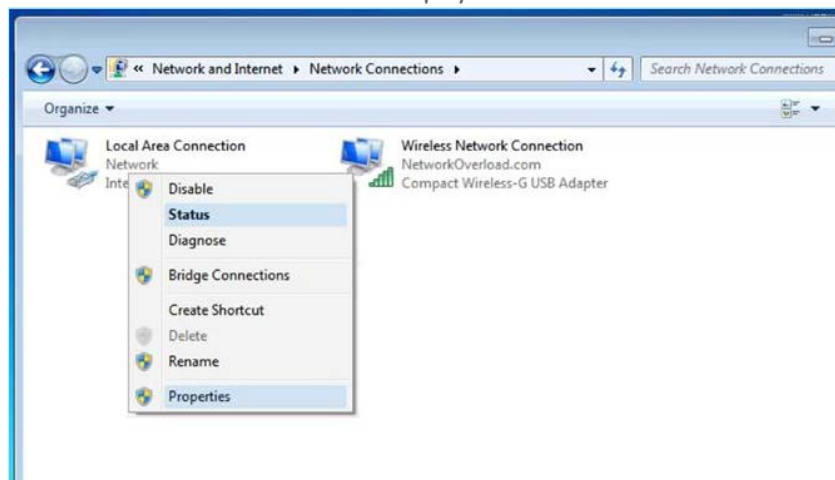 « Network and Internet ▸ Network Connections ▸
Search Network Connections
Organize ▾
Local Area Connection
Network
Wireless Network Connection
NetworkOverload.com
Compact Wireless-G USB Adapter
Disable
Status
Diagnose
Bridge Connections
Create Shortcut
Delete
Rename
Properties